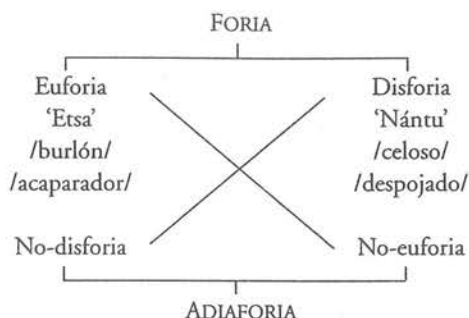 FORIA
Euforia Disforia
‘Etsa’ ‘Nántu’
/burlón/ /celoso/
/acaparador/ /despojado/
No-disforia No-euforia
ADIAFORIA